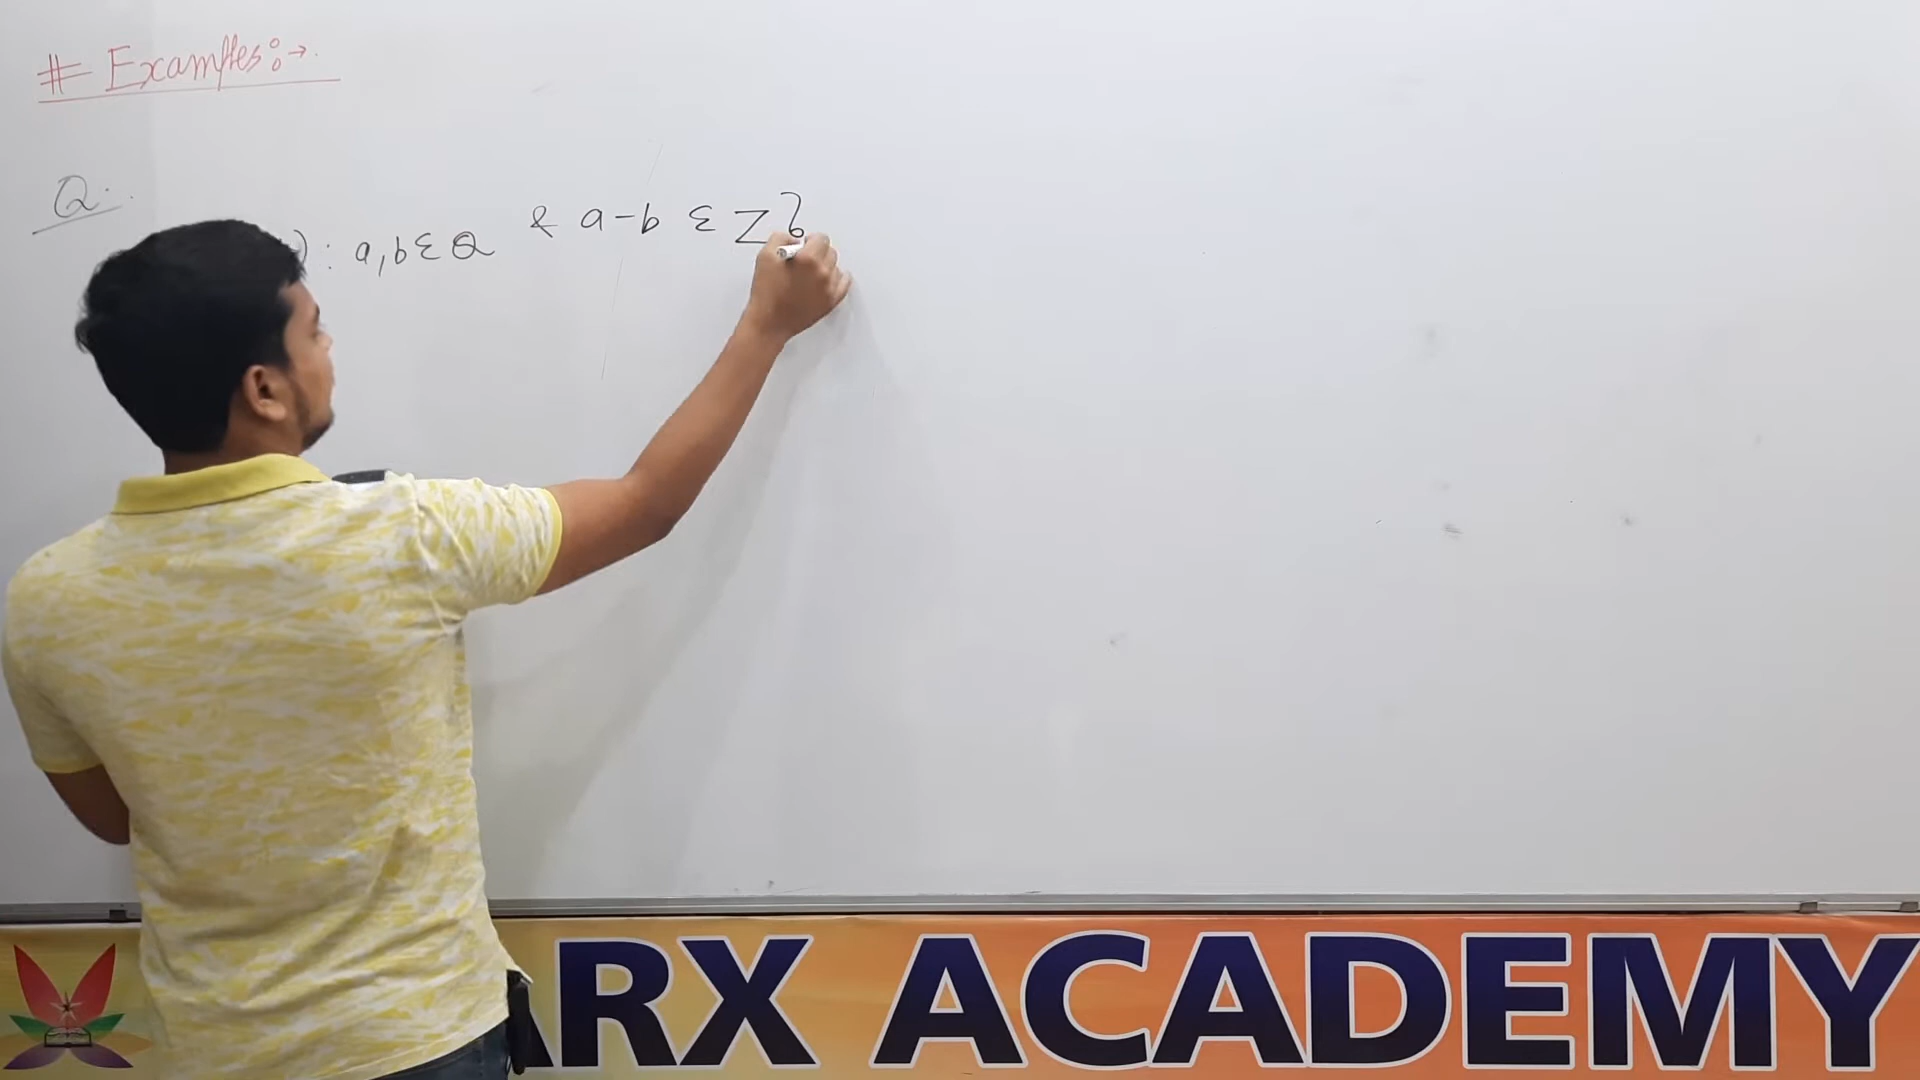 # Examples:→.
Q.
) : a,b ∈ Q & a-b ∈ Z }
ARX ACADEMY